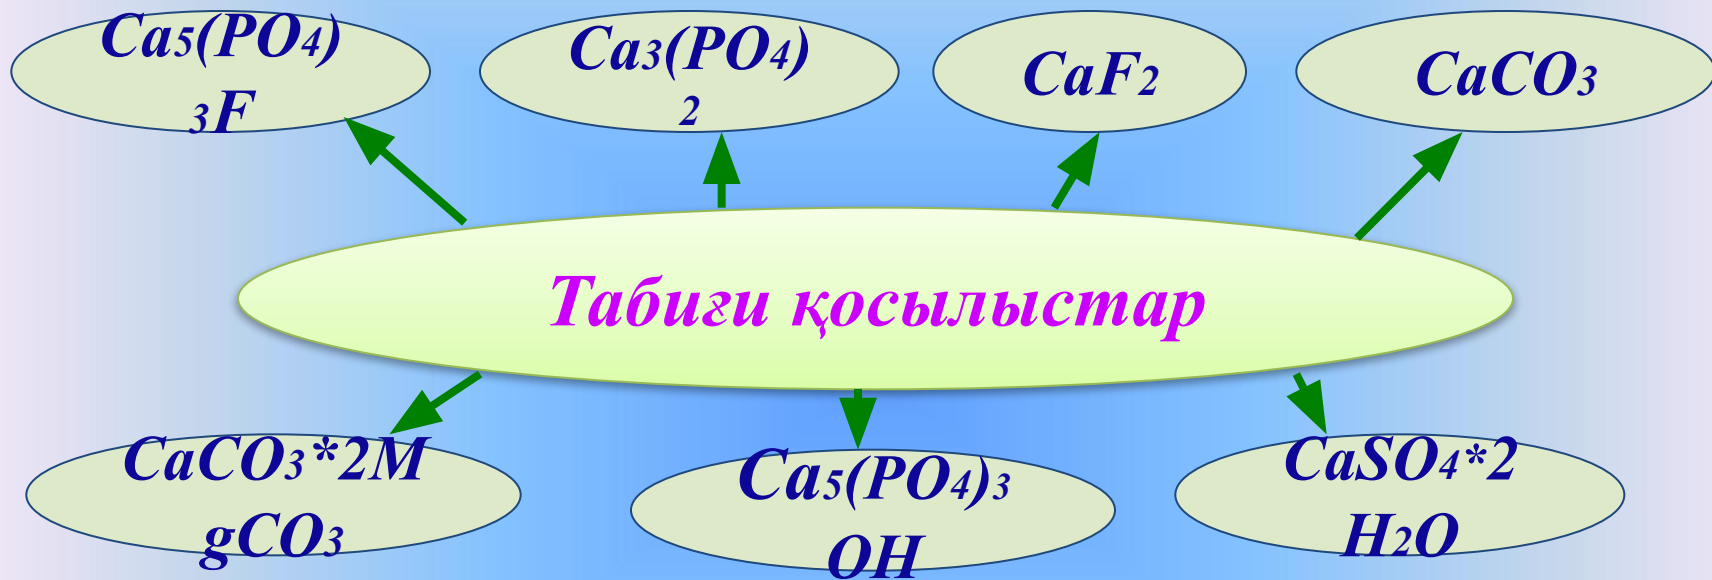 Ca5(PO4)
3F
Ca3(PO4)
2
CaF2
CaCO3
Табиғи қосылыстар
CaCO3*2M
gCO3
Ca5(PO4)3
OH
CaSO4*2
H2O